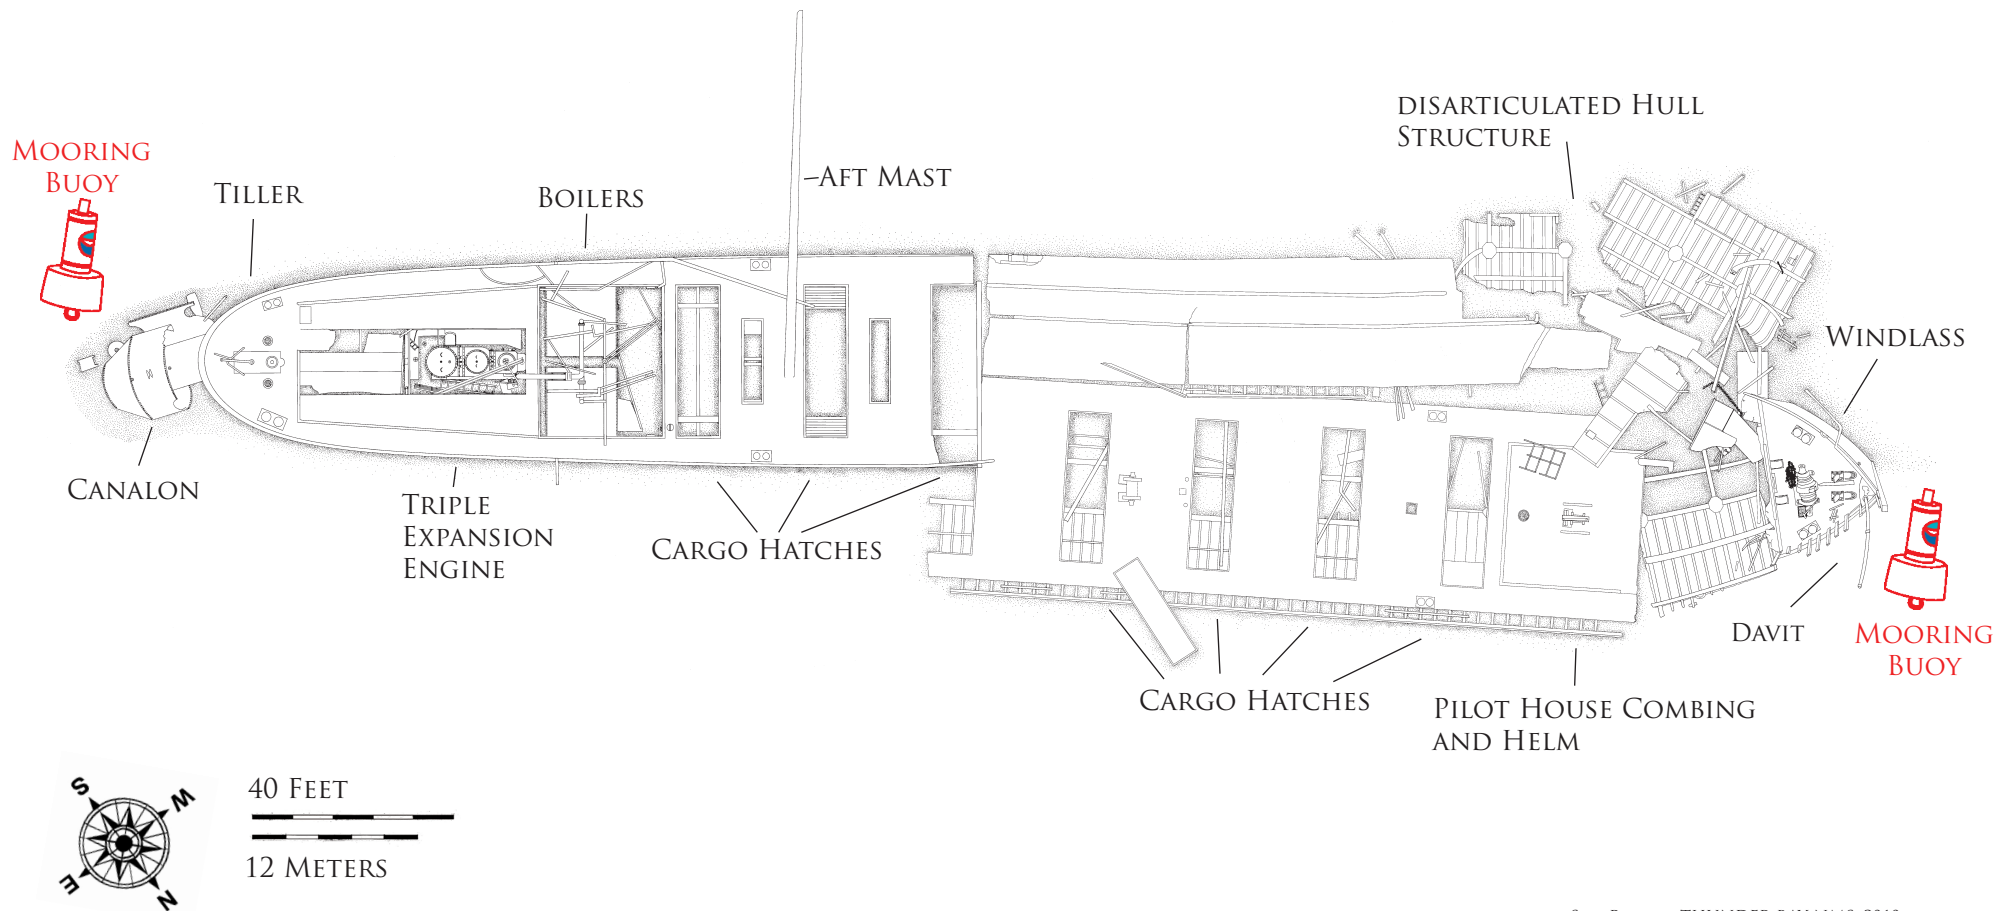 DISARTICULATED HULL
STRUCTURE
MOORING
BUOY
TILLER
BOILERS
AFT MAST
WINDLASS
CANALON
TRIPLE
EXPANSION
ENGINE
CARGO HATCHES
DAVIT
MOORING
BUOY
CARGO HATCHES
PILOT HOUSE COMBING
AND HELM
S
W
E
N
40 FEET
12 METERS